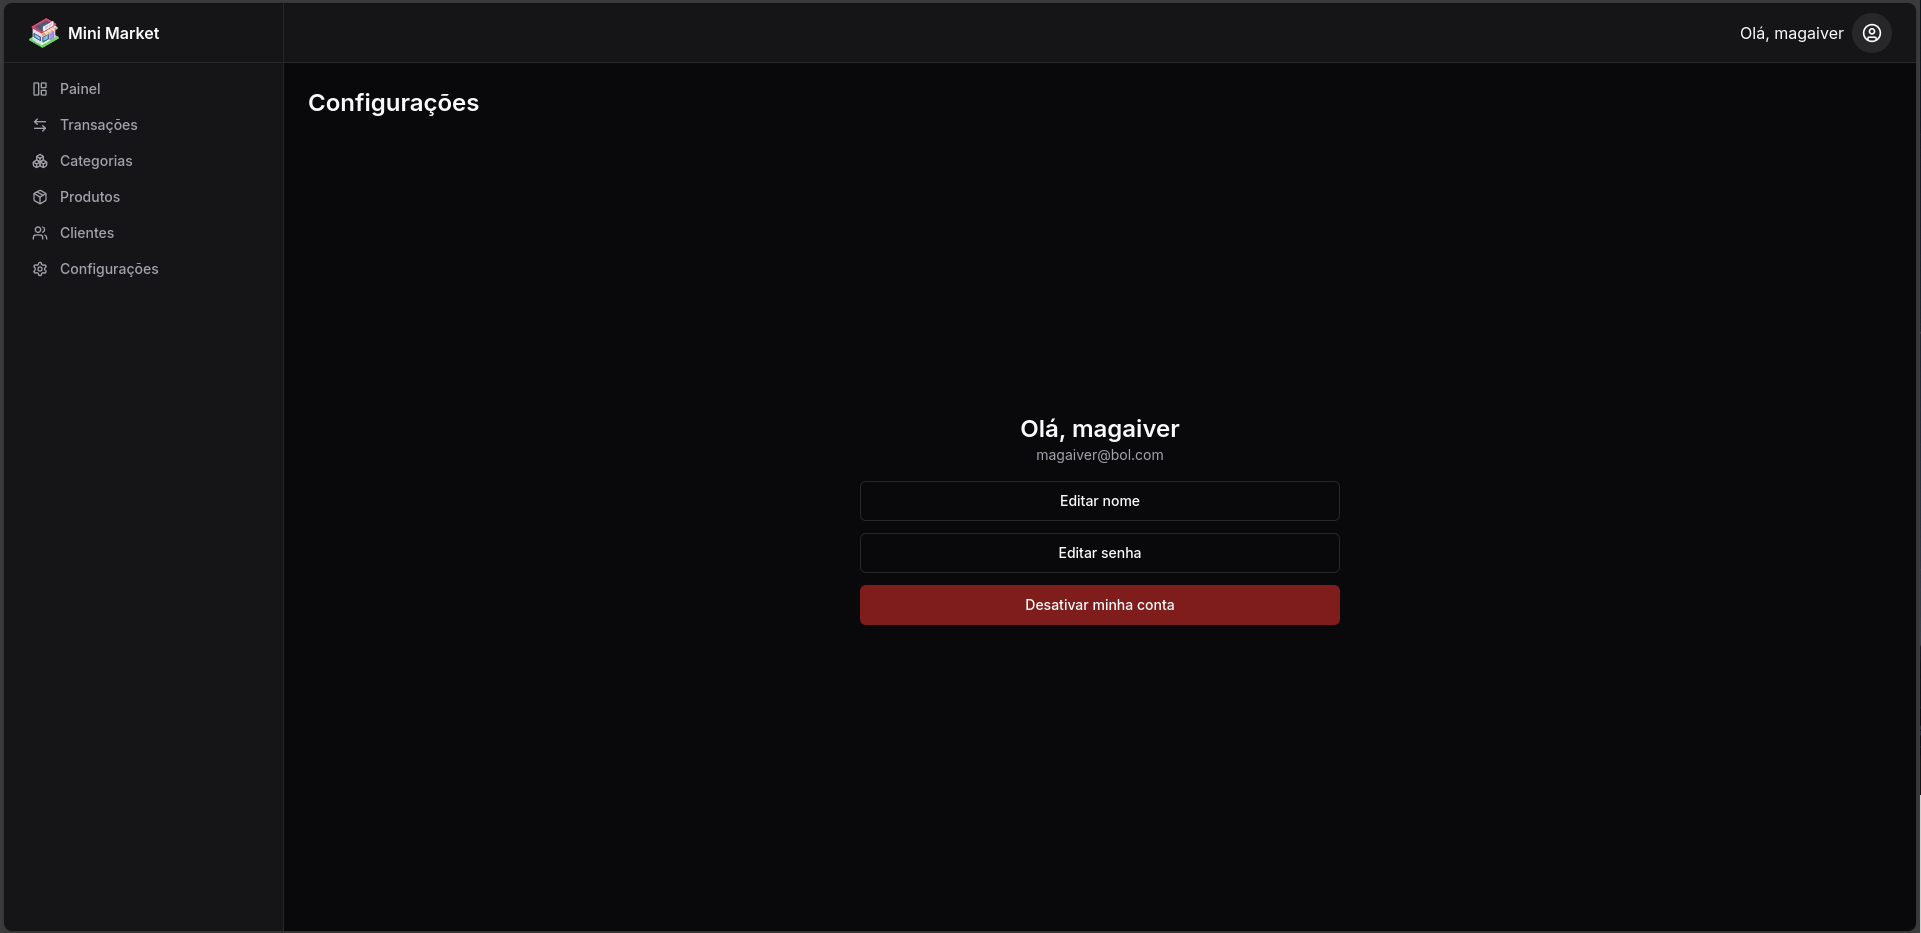 Mini Market
Olá, magaiver
Painel
Transações
Categorias
Produtos
Clientes
Configurações
Configurações
Olá, magaiver
magaiver@bol.com
Editar nome
Editar senha
Desativar minha conta